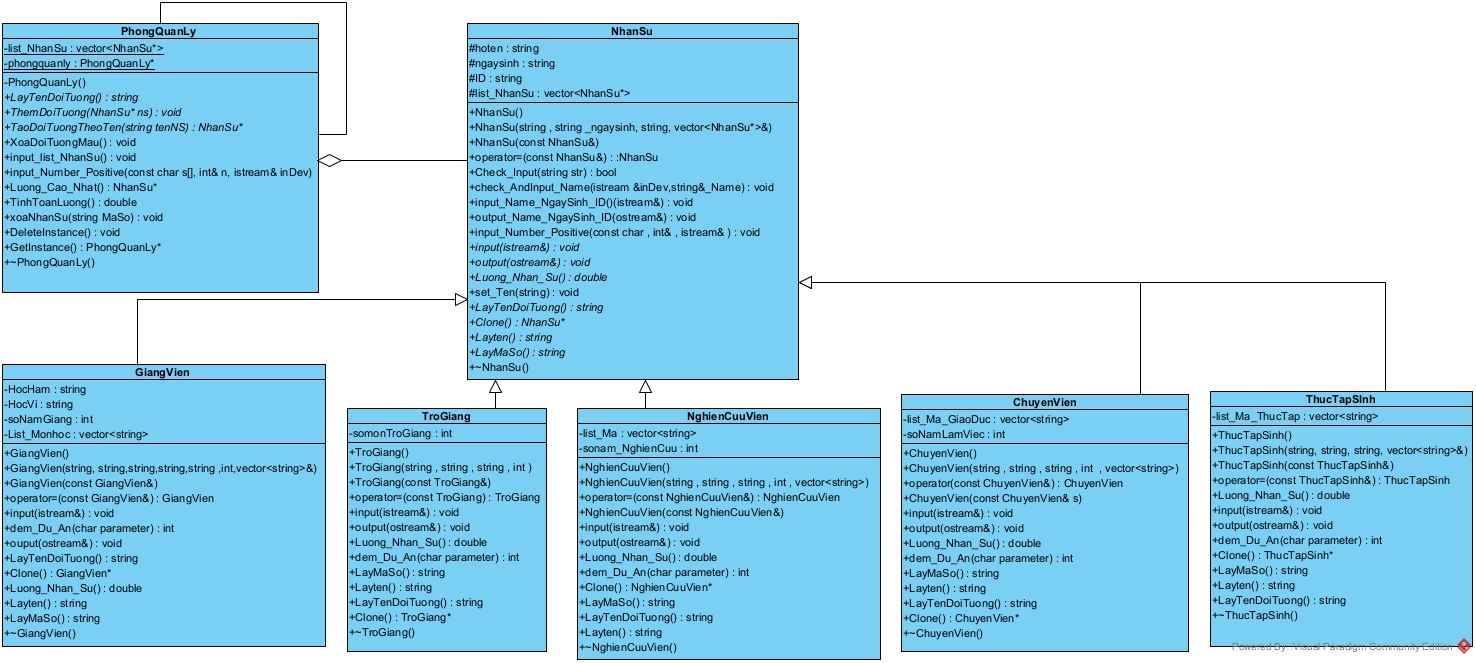 PhongQuanLy
-list_NhanSu : vector<NhanSu*>
-phongquanly : PhongQuanLy*
-PhongQuanLy()
+LayTenDoiTuong() : string
+ThemDoiTuong(NhanSu* ns) : void
+TaoDoiTuongTheoTen(string tenNS) : NhanSu*
+XoaDoiTuongMau() : void
+input_list_NhanSu() : void
+input_Number_Positive(const char s[], int& n, istream& inDev)
+Luong_Cao_Nhat() : NhanSu*
+TinhToanLuong() : double
+xoaNhanSu(string MaSo) : void
+DeleteInstance() : void
+GetInstance() : PhongQuanLy*
+~PhongQuanLy()
NhanSu
#hoten : string
#ngaysinh : string
#ID : string
#list_NhanSu : vector<NhanSu*>
+NhanSu()
+NhanSu(string , string _ngaysinh, string, vector<NhanSu*>&)
+NhanSu(const NhanSu&)
+operator=(const NhanSu&) : :NhanSu
+Check_Input(string str) : bool
+check_AndInput_Name(istream &inDev,string&_Name) : void
+input_Name_NgaySinh_ID()(istream&) : void
+output_Name_NgaySinh_ID(ostream&) : void
+input_Number_Positive(const char , int& , istream& ) : void
+input(istream&) : void
+output(ostream&) : void
+Luong_Nhan_Su() : double
+set_Ten(string) : void
+LayTenDoiTuong() : string
+Clone() : NhanSu*
+Layten() : string
+LayMaSo() : string
+~NhanSu()
GiangVien
-HocHam : string
-HocVi : string
-soNamGiang : int
-List_Monhoc : vector<string>
+GiangVien()
+GiangVien(string, string,string,string,string ,int,vector<string>&)
+GiangVien(const GiangVien&)
+operator=(const GiangVien&) : GiangVien
+input(istream&) : void
+dem_Du_An(char parameter) : int
+ouput(ostream&) : void
+LayTenDoiTuong() : string
+Clone() : GiangVien*
+Luong_Nhan_Su() : double
+Layten() : string
+LayMaSo() : string
+~GiangVien()
TroGiang
-somonTroGiang : int
+TroGiang()
+TroGiang(string , string , string , int )
+TroGiang(const TroGiang&)
+operator=(const TroGiang) : TroGiang
+input(istream&) : void
+output(ostream&) : void
+Luong_Nhan_Su() : double
+dem_Du_An(char parameter) : int
+LayMaSo() : string
+Layten() : string
+LayTenDoiTuong() : string
+Clone() : TroGiang*
+~TroGiang()
NghienCuuVien
-list_Ma : vector<string>
-sonam_NghienCuu : int
+NghienCuuVien()
+NghienCuuVien(string , string , string , int , vector<string>)
+operator=(const NghienCuuVien&) : NghienCuuVien
+NghienCuuVien(const NghienCuuVien&)
+input(istream&) : void
+output(ostream&) : void
+Luong_Nhan_Su() : double
+dem_Du_An(char parameter) : int
+Clone() : NghienCuuVien*
+LayMaSo() : string
+LayTenDoiTuong() : string
+Layten() : string
+~NghienCuuVien()
ChuyenVien
-list_Ma_GiaoDuc : vector<string>
-soNamLamViec : int
+ChuyenVien()
+ChuyenVien(string , string , string , int , vector<string>)
+operator(const ChuyenVien&) : ChuyenVien
+ChuyenVien(const ChuyenVien& s)
+input(istream&) : void
+output(ostream&) : void
+Luong_Nhan_Su() : double
+dem_Du_An(char parameter) : int
+LayMaSo() : string
+Layten() : string
+LayTenDoiTuong() : string
+Clone() : ChuyenVien*
+~ChuyenVien()
ThucTapSInh
-list_Ma_ThucTap : vector<string>
+ThucTapSinh()
+ThucTapSinh(string, string, string, vector<string>&)
+ThucTapSinh(const ThucTapSinh&)
+operator=(const ThucTapSinh&) : ThucTapSinh
+Luong_Nhan_Su() : double
+input(istream&) : void
+output(ostream&) : void
+dem_Du_An(char parameter) : int
+Clone() : ThucTapSinh*
+LayMaSo() : string
+Layten() : string
+LayTenDoiTuong() : string
+~ThucTapSinh()
Powered By: Visual Paradigm Community Edition